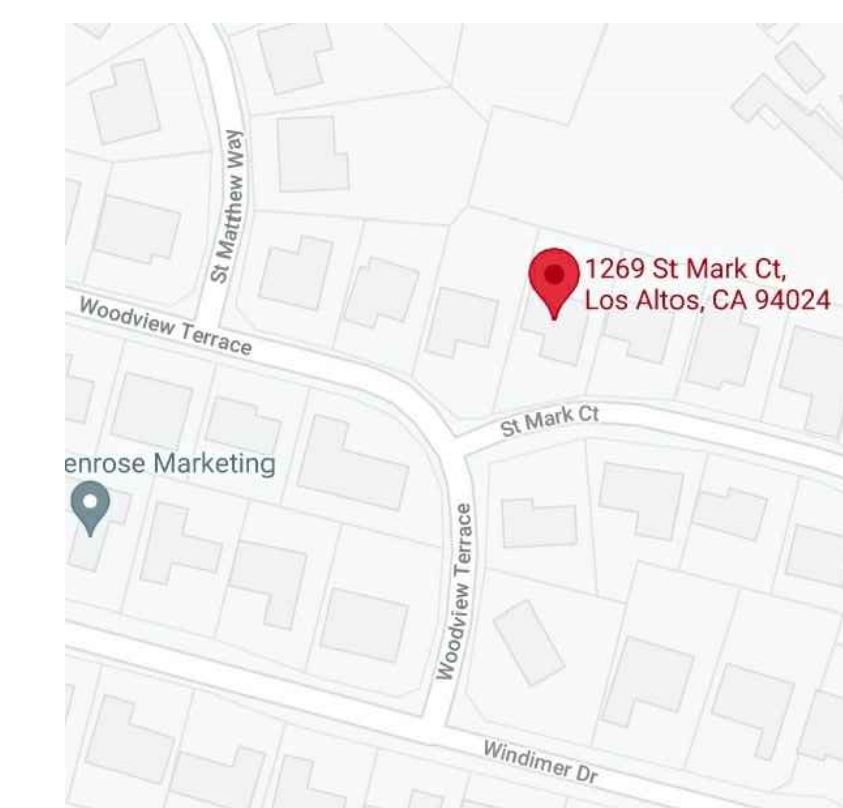 St Matthew Way
1269 St Mark Ct,
Los Altos, CA 94024
Woodview Terrace
St Mark Ct
enrose Marketing
Woodview Terrace
Windimer Dr